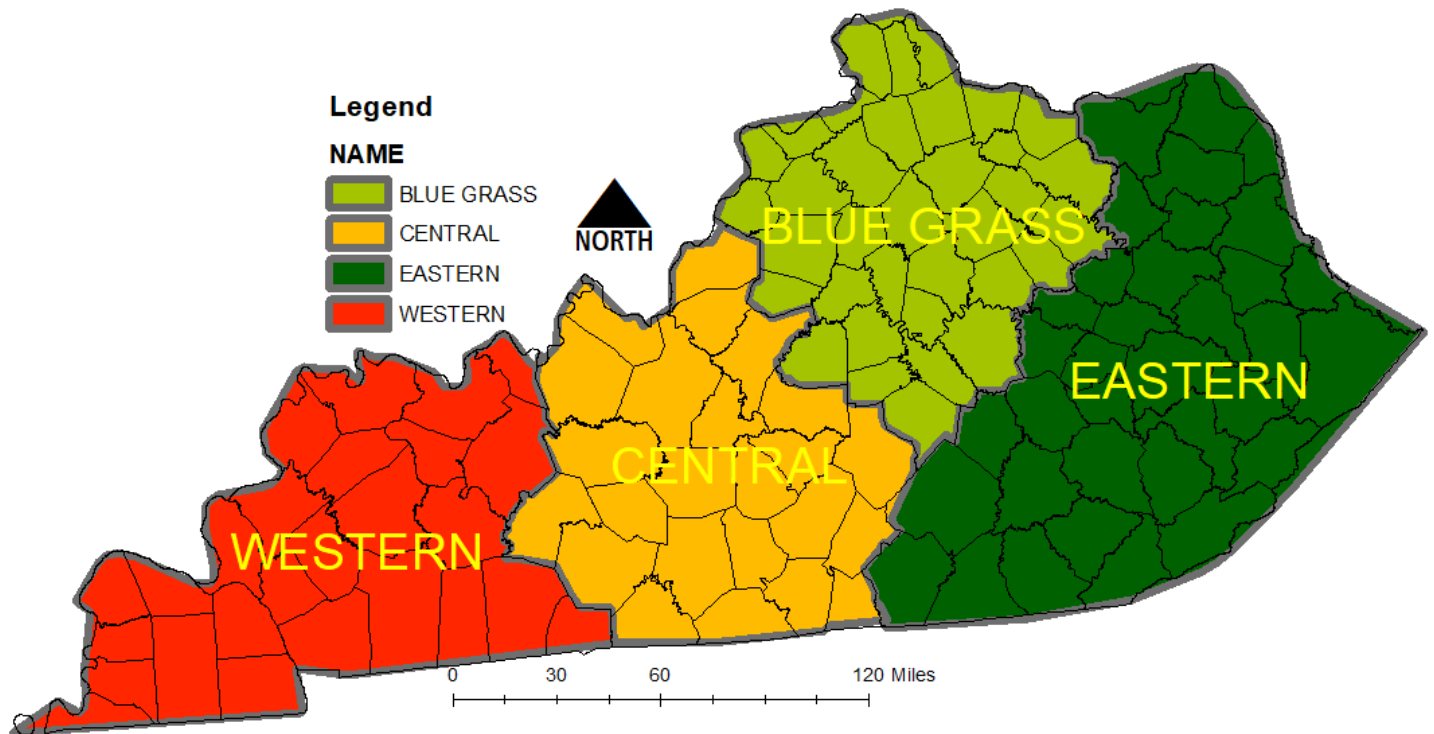 Legend
NAME
BLUE GRASS
CENTRAL
EASTERN
WESTERN
NORTH
BLUE GRASS
EASTERN
CENTRAL
WESTERN
0 30 60 120 Miles